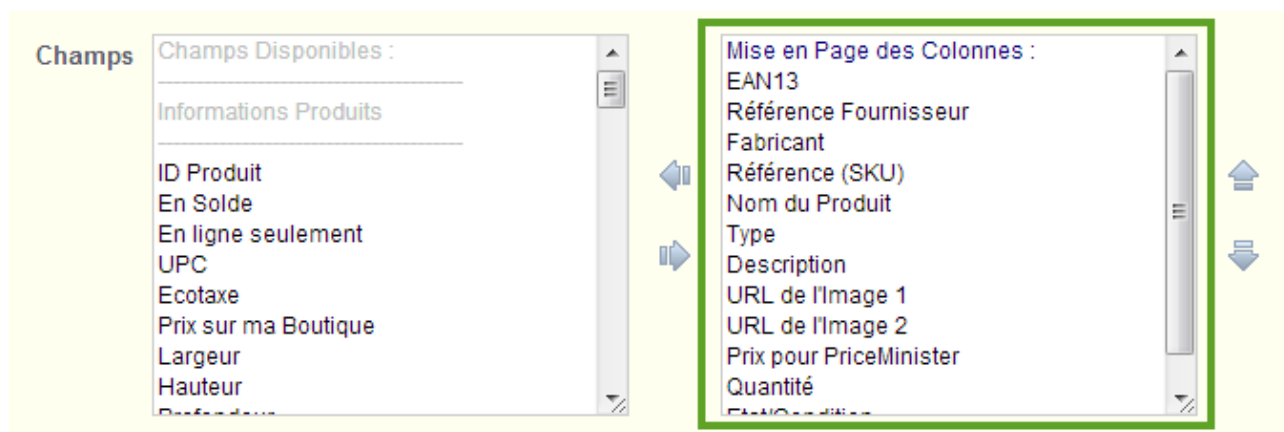 Champs
Champs Disponibles :
Informations Produits
ID Produit
En Solde
En ligne seulement
UPC
Ecotaxe
Prix sur ma Boutique
Largeur
Hauteur
Mise en Page des Colonnes :
EAN13
Référence Fournisseur
Fabricant
Référence (SKU)
Nom du Produit
Type
Description
URL de l'Image 1
URL de l'Image 2
Prix pour PriceMinister
Quantité
Etat/Condition